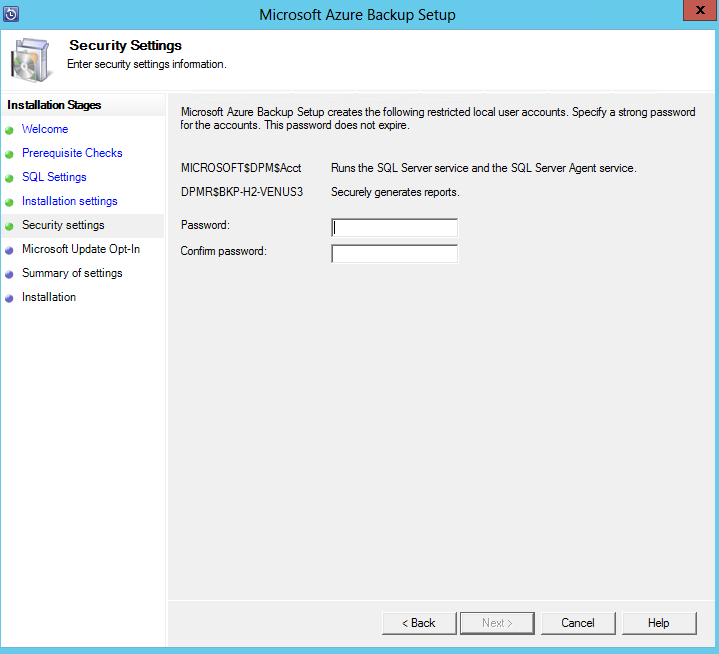 Microsoft Azure Backup Setup
x
Security Settings
Enter security settings information.
Installation Stages
Welcome
Prerequisite Checks
SQL Settings
Installation settings
Security settings
Microsoft Update Opt-In
Summary of settings
Installation
Microsoft Azure Backup Setup creates the following restricted local user accounts. Specify a strong password
for the accounts. This password does not expire.
MICROSOFT$DPM$Acct Runs the SQL Server service and the SQL Server Agent service.
DPMR$BKP-H2-VENUS3 Securely generates reports.
Password:
Confirm password:
< Back Next > Cancel Help